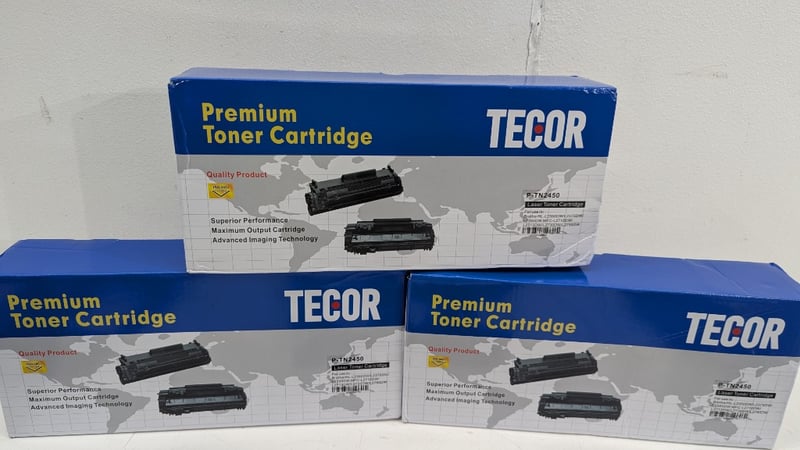 Premium
Toner Cartridge
TECOR
Quality Product
Superior Performance
Maximum Output Cartridge
Advanced Imaging Technology
P-TN2450
Laser Toner Cartridge
Premium
Toner Cartridge
TECOR
Quality Product
Superior Performance
Maximum Output Cartridge
Advanced Imaging Technology
P-TN2450
Laser Toner Cartridge
Premium
Toner Cartridge
TECOR
Quality Product
Superior Performance
Maximum Output Cartridge
Advanced Imaging Technology
P-TN2450
Laser Toner Cartridge